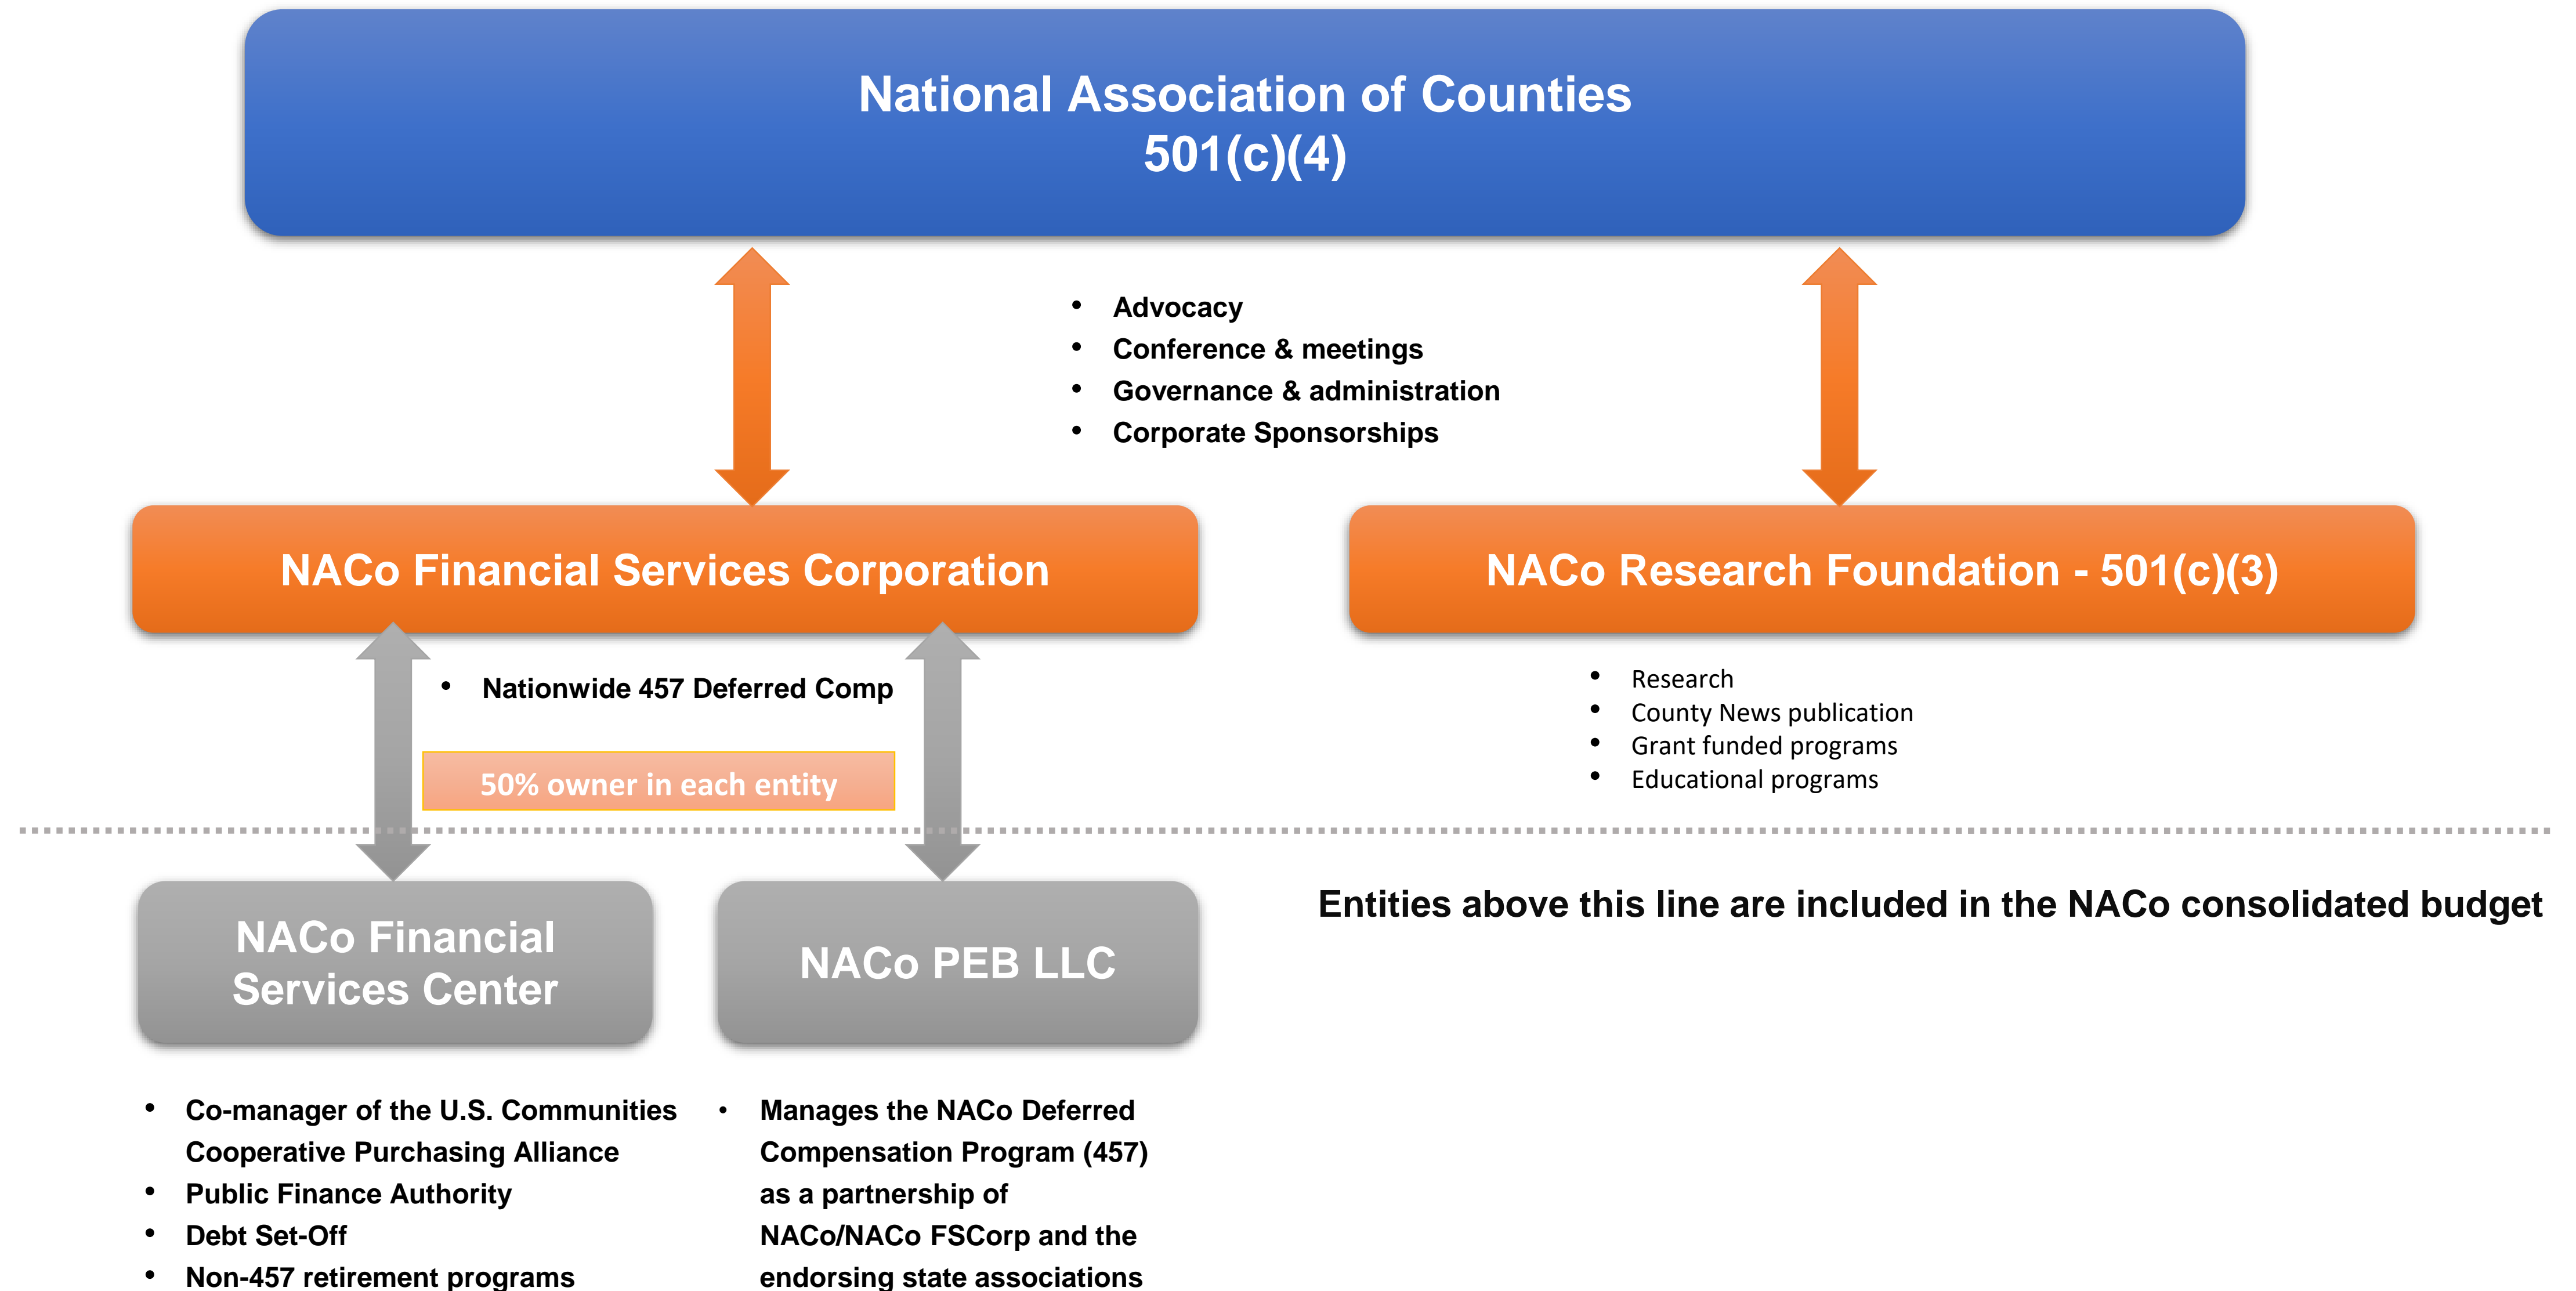 National Association of Counties
501(c)(4)
• Advocacy
• Conference & meetings
• Governance & administration
• Corporate Sponsorships
NACo Financial Services Corporation
NACo Research Foundation - 501(c)(3)
• Nationwide 457 Deferred Comp
50% owner in each entity
• Research
• County News publication
• Grant funded programs
• Educational programs
Entities above this line are included in the NACo consolidated budget
NACo Financial
Services Center
NACo PEB LLC
• Co-manager of the U.S. Communities
Cooperative Purchasing Alliance
• Public Finance Authority
• Debt Set-Off
• Non-457 retirement programs
• Manages the NACo Deferred
Compensation Program (457)
as a partnership of
NACo/NACo FSCorp and the
endorsing state associations